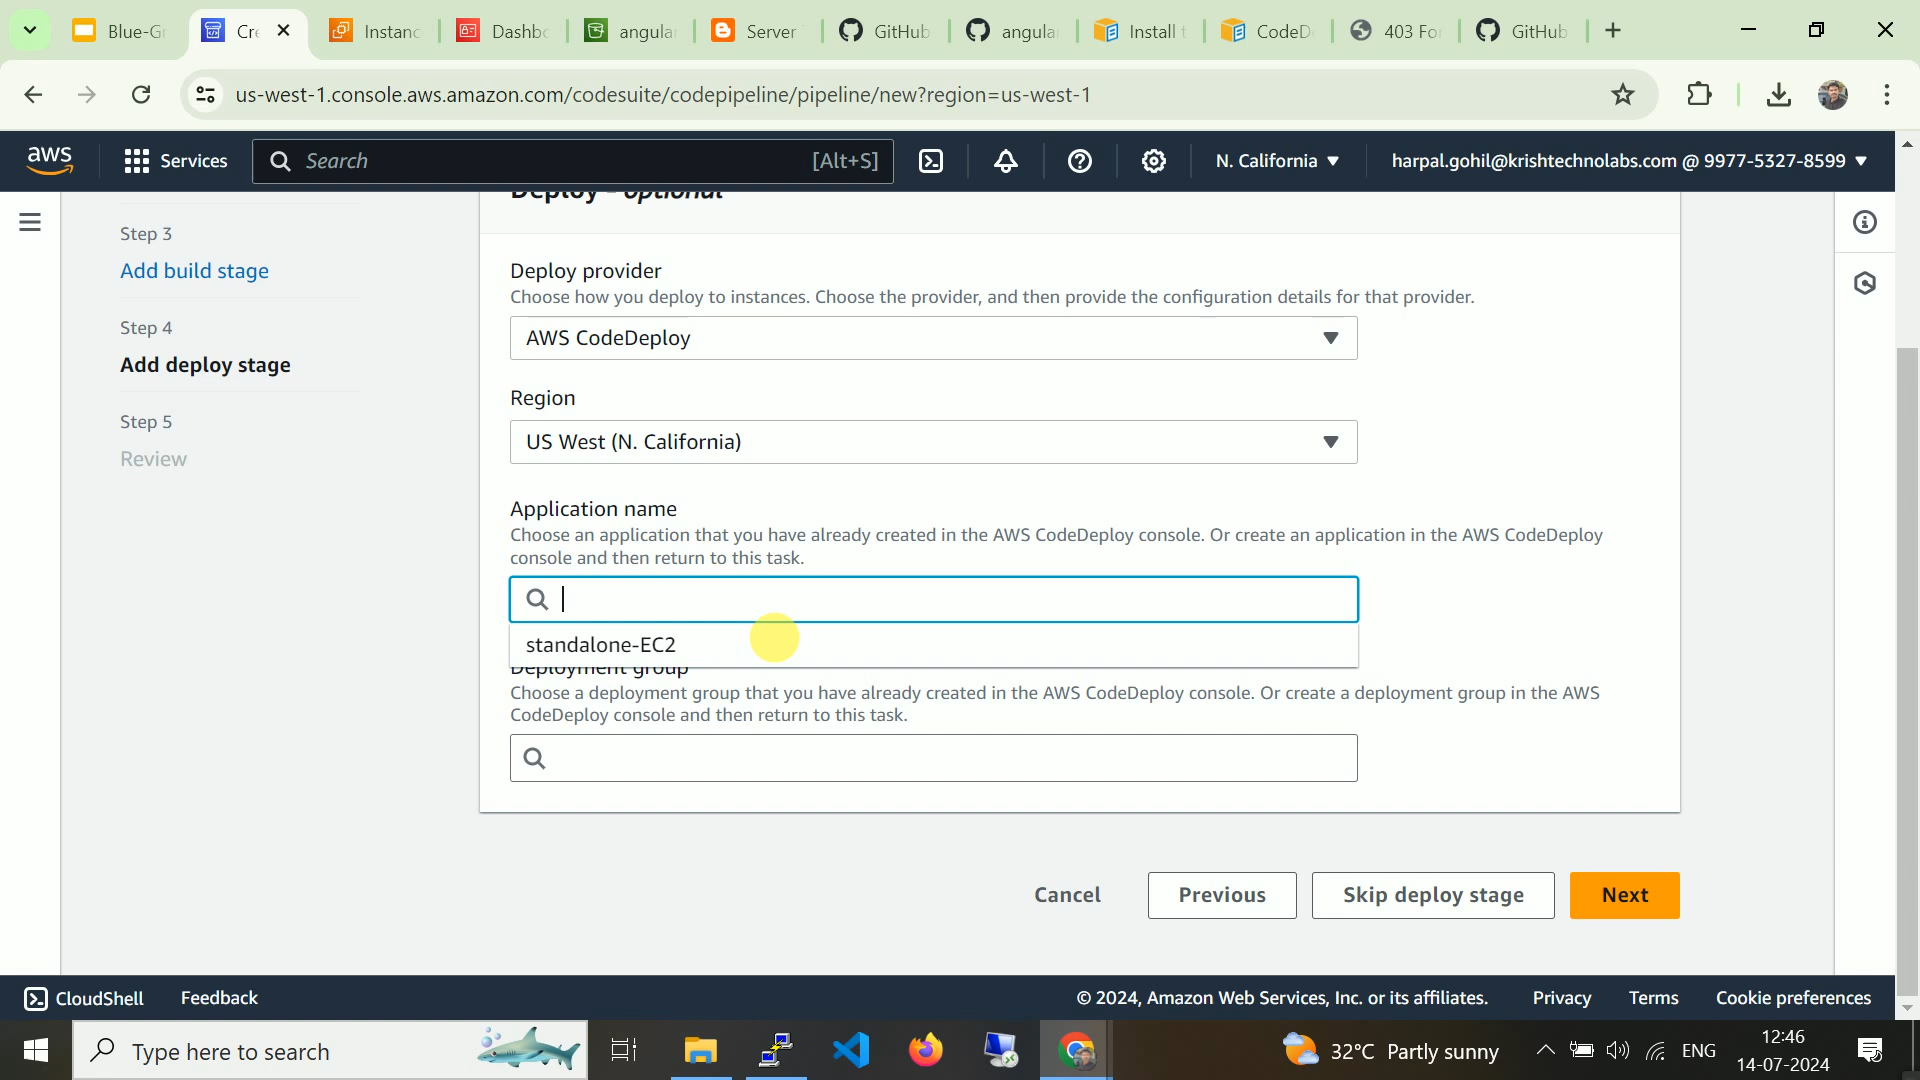 Blue-Gr
Cre
Instanc
Dashbo
angular
Server
GitHub
angular
Install t
CodeD
403 For
GitHub
us-west-1.console.aws.amazon.com/codesuite/codepipeline/pipeline/new?region=us-west-1
aws
Services
Search
[Alt+S]
N. California
harpal.gohil@krishtechnolabs.com @ 9977-5327-8599
Deploy - optional
Step 3
Add build stage
Step 4
Add deploy stage
Step 5
Review
Deploy provider
Choose how you deploy to instances. Choose the provider, and then provide the configuration details for that provider.
AWS CodeDeploy
Region
US West (N. California)
Application name
Choose an application that you have already created in the AWS CodeDeploy console. Or create an application in the AWS CodeDeploy
console and then return to this task.
standalone-EC2
Deployment group
Choose a deployment group that you have already created in the AWS CodeDeploy console. Or create a deployment group in the AWS
CodeDeploy console and then return to this task.
Cancel
Previous
Skip deploy stage
Next
CloudShell
Feedback
© 2024, Amazon Web Services, Inc. or its affiliates.
Privacy
Terms
Cookie preferences
Type here to search
32°C Partly sunny
ENG
12:46
14-07-2024